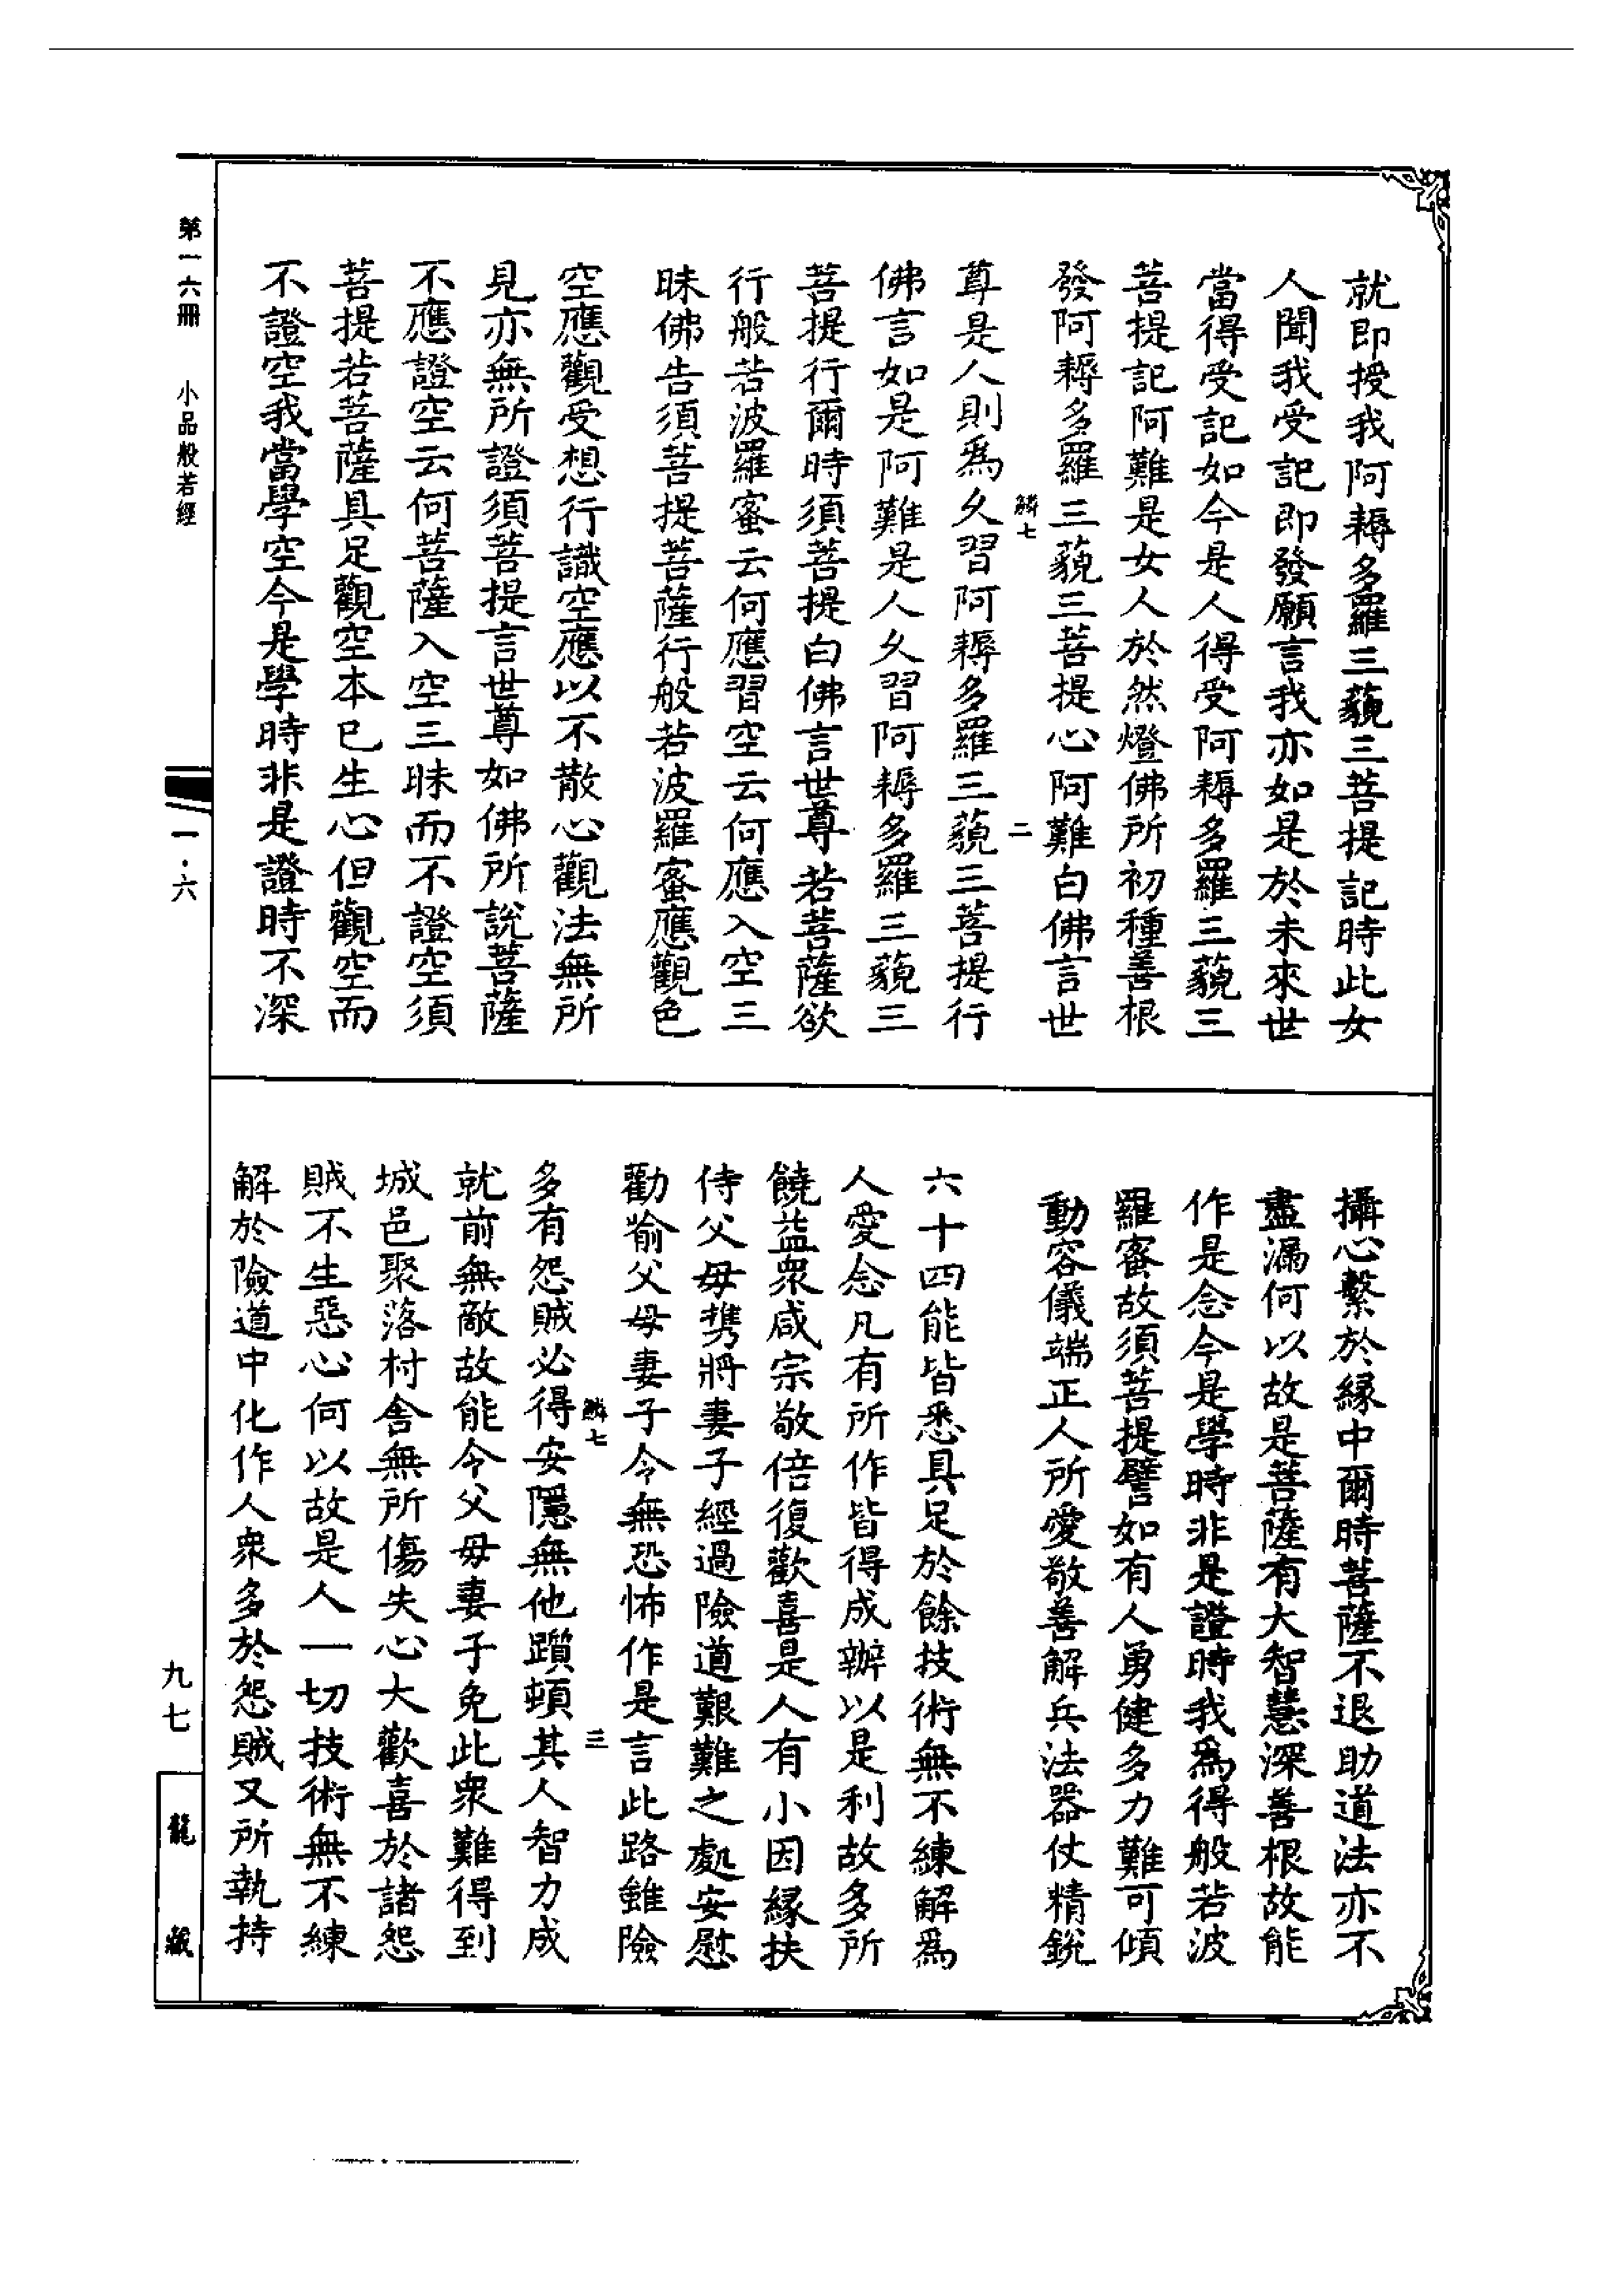 就即授我阿耨多羅三藐三菩提記時此女
人聞我受記即發願言我亦如是於未來世
當得受記如今是人得受阿耨多羅三藐三
菩提記阿難是女人於然燈佛所初種善根
發阿耨多羅三藐三菩提心阿難白佛言世
麟七 二
尊是人則為久習阿耨多羅三藐三菩提行
佛言如是阿難是人久習阿耨多羅三藐三
菩提行爾時須菩提白佛言世尊若菩薩欲
行般若波羅蜜云何應習空云何應入空三
昧佛告須菩提菩薩行般若波羅蜜應觀色
空應觀受想行識空應以不散心觀法無所
見亦無所證須菩提言世尊如佛所說菩薩
不應證空云何菩薩入空三昧而不證空須
菩提若菩薩具足觀空本已生心但觀空而
不證空我當學空今是學時非是證時不深
攝心繫於緣中爾時菩薩不退助道法亦不
盡漏何以故是菩薩有大智慧深善根故能
作是念今是學時非是證時我為得般若波
羅蜜故須菩提譬如有人勇健多力難可傾
動容儀端正人所愛敬善解兵法器仗精銳
六十四能皆悉具足於餘技術無不練解為
人愛念凡有所作皆得成辦以是利故多所
饒益眾咸宗敬倍復歡喜是人有小因緣扶
侍父母攜將妻子經過險道艱難之處安慰
勸喻父母妻子令無恐怖作是言此路雖險
麟七 三
多有怨賊必得安隱無他躓頓其人智力成
就前無敵故能令父母妻子免此眾難得到
城邑聚落村舍無所傷失心大歡喜於諸怨
賊不生惡心何以故是人一切技術無不練
解於險道中化作人眾多於怨賊又所執持
第一六冊 小品般若經
一·六
九七
龍藏